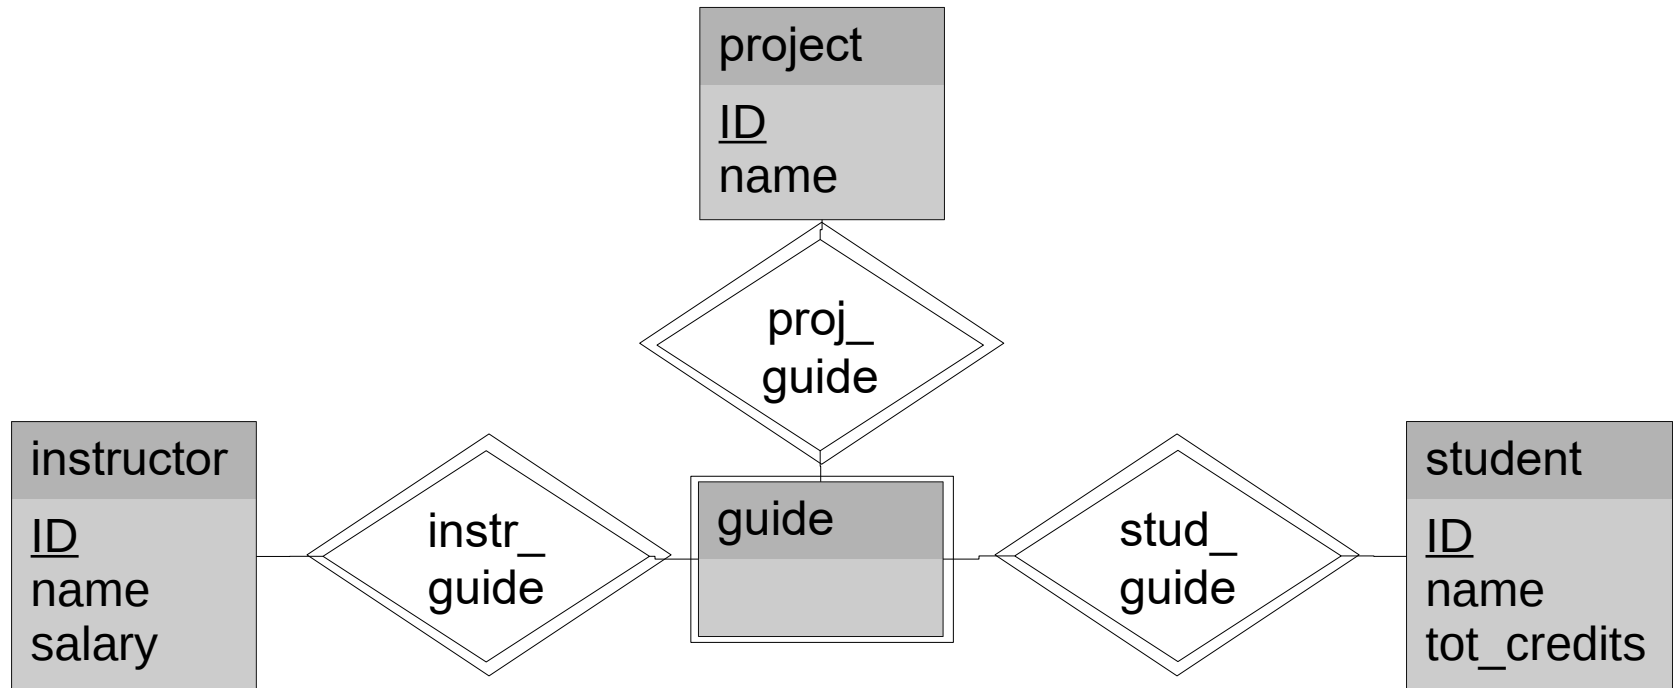 project
ID
name
proj_
guide
instructor
ID
name
salary
instr_
guide
guide
stud_
guide
student
ID
name
tot_credits